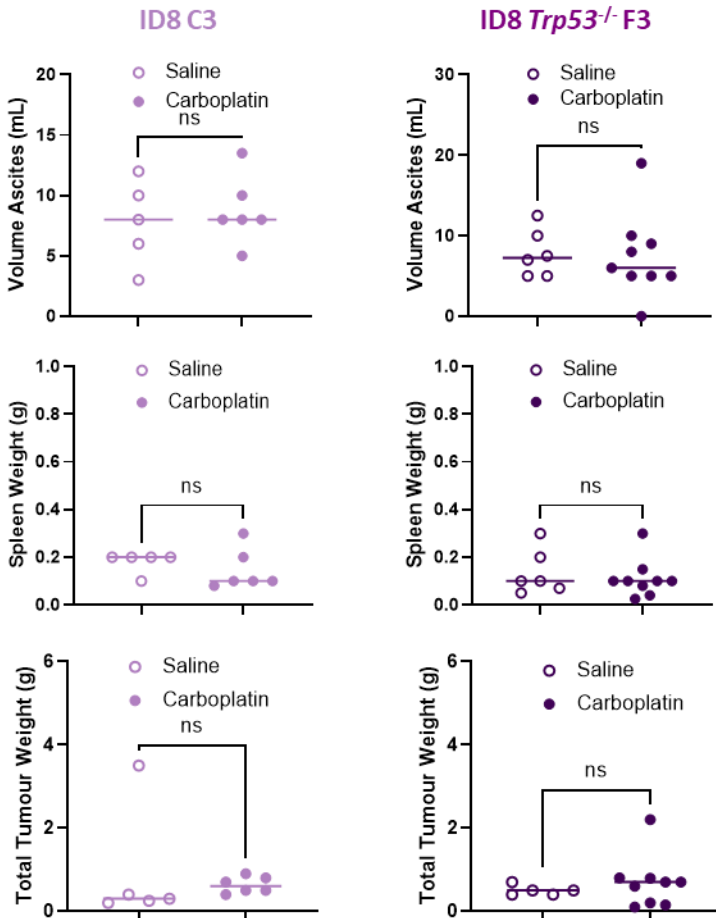 ID8 C3
ID8 Trp53-/- F3
Volume Ascites (mL)
20
15
10
5
0
Saline
Carboplatin
ns
Volume Ascites (mL)
30
20
10
0
Saline
Carboplatin
ns
Spleen Weight (g)
1.0
0.8
0.6
0.4
0.2
0.0
Saline
Carboplatin
ns
Spleen Weight (g)
1.0
0.8
0.6
0.4
0.2
0.0
Saline
Carboplatin
ns
Total Tumour Weight (g)
6
4
2
0
Saline
Carboplatin
ns
Total Tumour Weight (g)
6
4
2
0
Saline
Carboplatin
ns